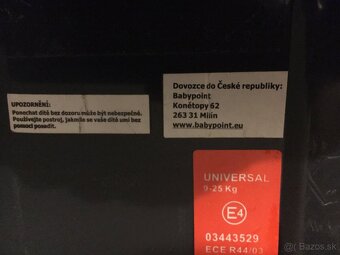 UPOZORNĚNÍ:
Ponechat dítě bez dozoru může být nebezpečné.
Používejte postroj, jakmile se vaše dítě umí bez
pomoci posadit.
Dovozce do České republiky:
Babypoint
Konětopy 62
263 31 Milín
www.babypoint.eu
UNIVERSAL
9-25 Kg
E4
03443529
ECE R44/03
Bazos.sk